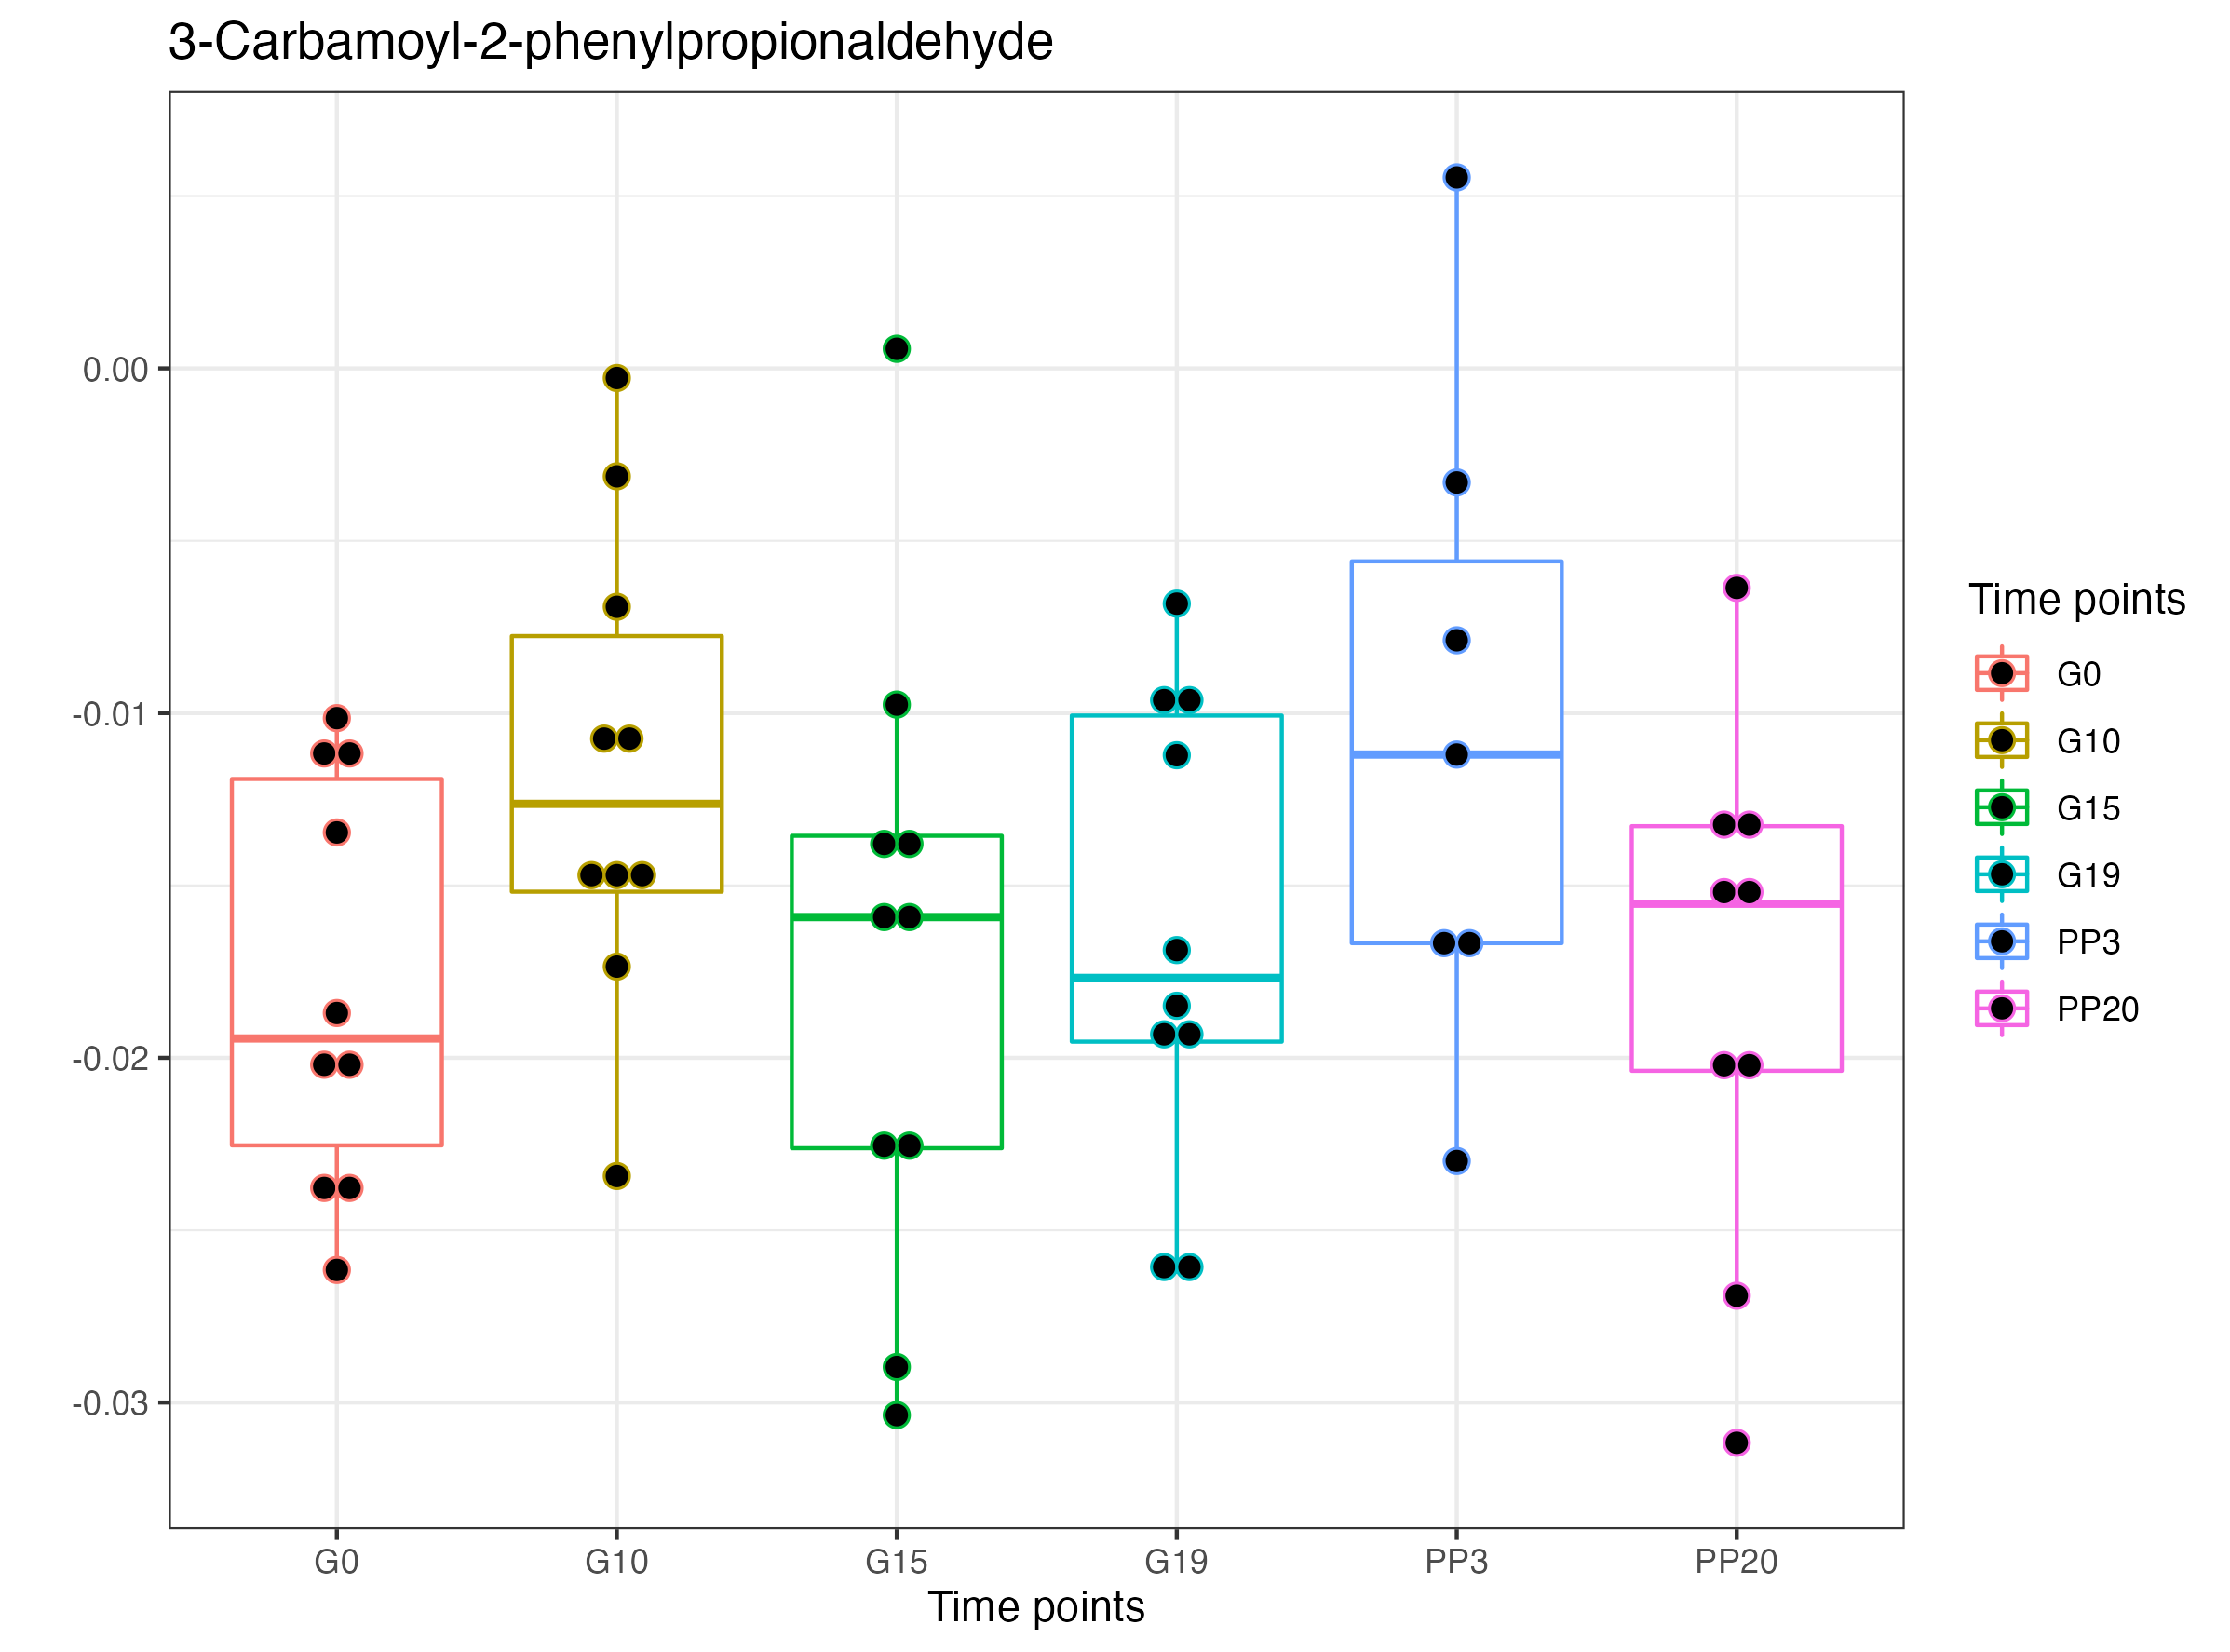 3-Carbamoyl-2-phenylpropionaldehyde
0.00
-0.01
-0.02
-0.03
G0 G10 G15 G19 PP3 PP20
Time points
Time points
G0
G10
G15
G19
PP3
PP20